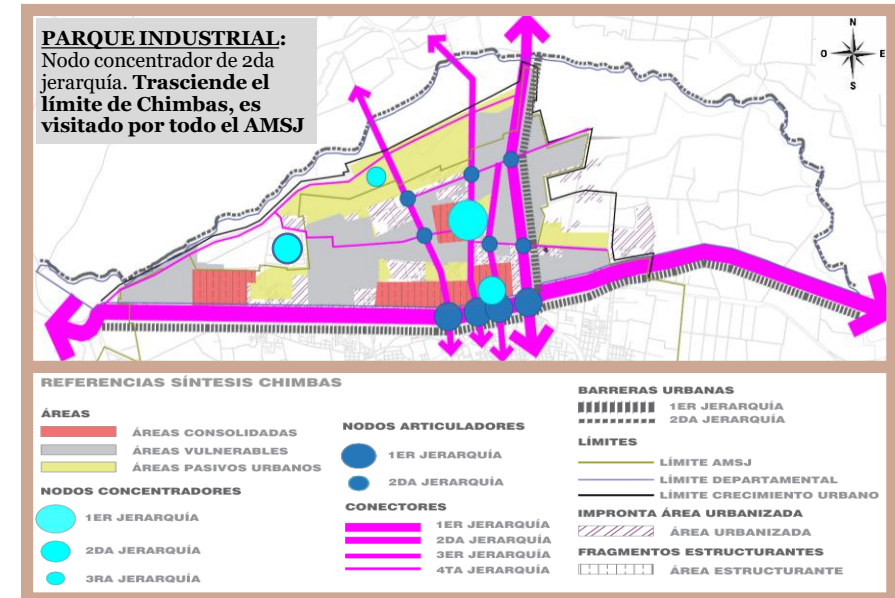 PARQUE INDUSTRIAL:
Nodo concentrador de 2da
jerarquía. Trasciende el
límite de Chimbas, es
visitado por todo el AMSJ
N
O
E
S
REFERENCIAS SÍNTESIS CHIMBAS
ÁREAS
ÁREAS CONSOLIDADAS
ÁREAS VULNERABLES
ÁREAS PASIVOS URBANOS
NODOS CONCENTRADORES
1ER JERARQUÍA
2DA JERARQUÍA
3RA JERARQUÍA
NODOS ARTICULADORES
1ER JERARQUÍA
2DA JERARQUÍA
CONECTORES
1ER JERARQUÍA
2DA JERARQUÍA
3ER JERARQUÍA
4TA JERARQUÍA
BARRERAS URBANAS
1ER JERARQUÍA
2DA JERARQUÍA
LÍMITES
LÍMITE AMSJ
LÍMITE DEPARTAMENTAL
LÍMITE CRECIMIENTO URBANO
IMPRONTA ÁREA URBANIZADA
ÁREA URBANIZADA
FRAGMENTOS ESTRUCTURANTES
ÁREA ESTRUCTURANTE